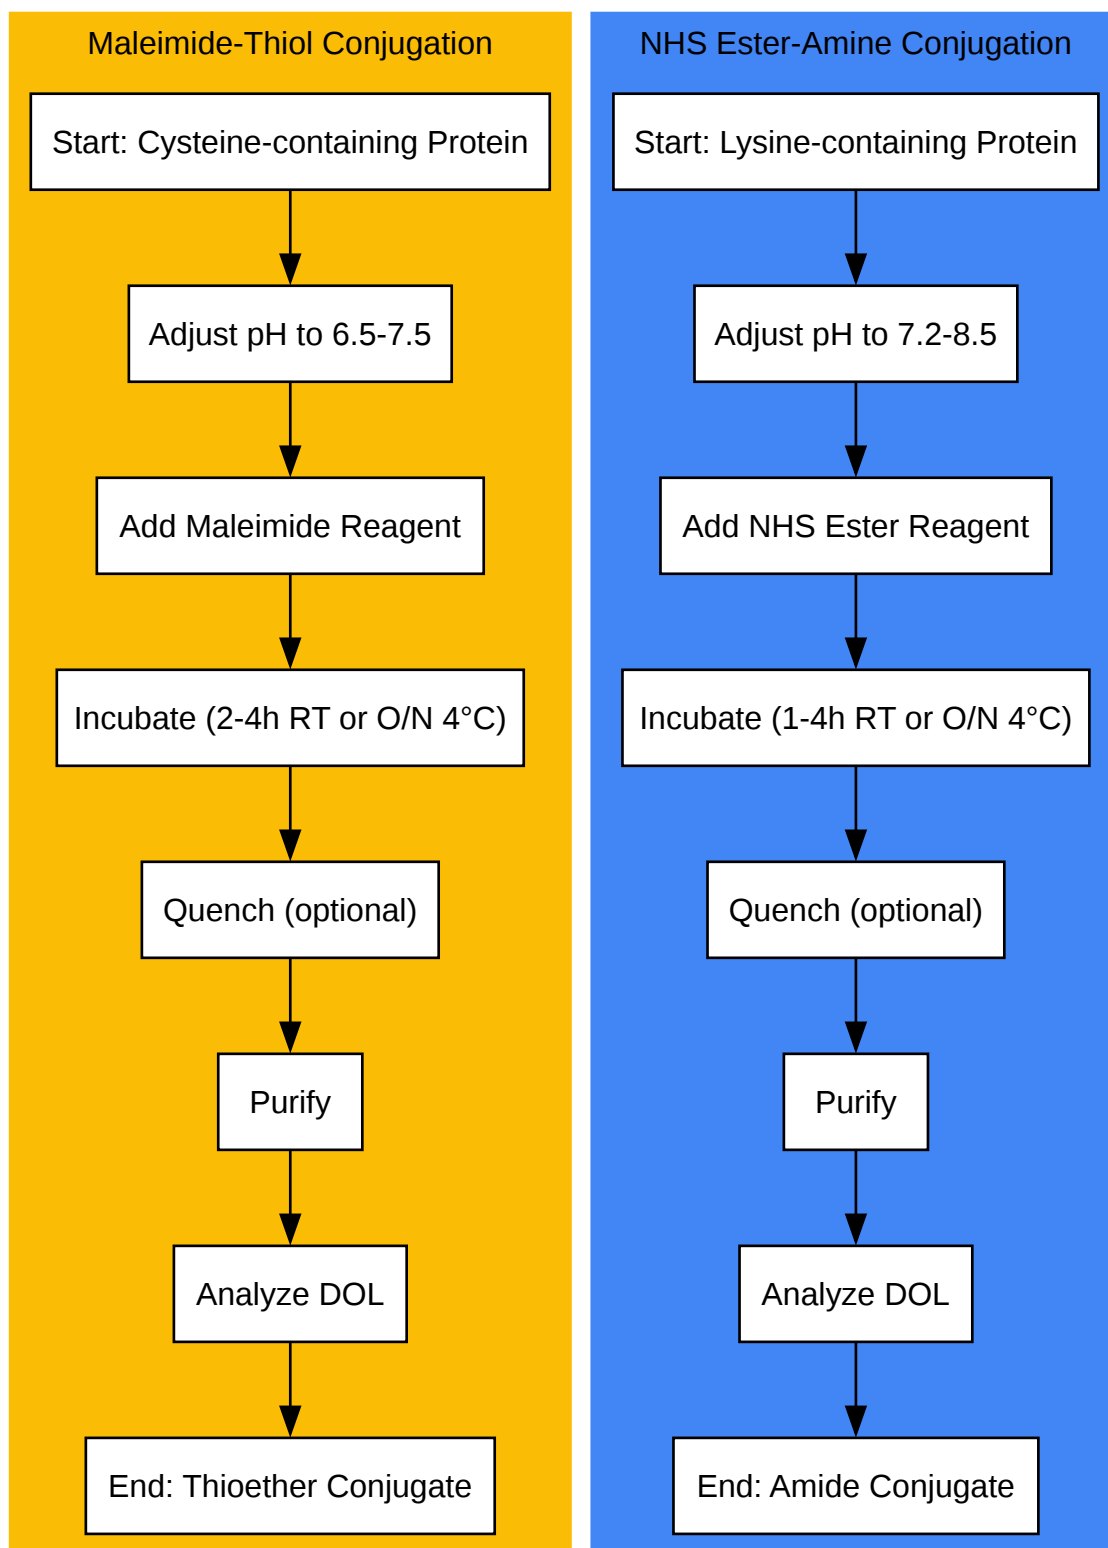 Maleimide-Thiol Conjugation
Start: Cysteine-containing Protein
Adjust pH to 6.5-7.5
Add Maleimide Reagent
Incubate (2-4h RT or O/N 4°C)
Quench (optional)
Purify
Analyze DOL
End: Thioether Conjugate
NHS Ester-Amine Conjugation
Start: Lysine-containing Protein
Adjust pH to 7.2-8.5
Add NHS Ester Reagent
Incubate (1-4h RT or O/N 4°C)
Quench (optional)
Purify
Analyze DOL
End: Amide Conjugate